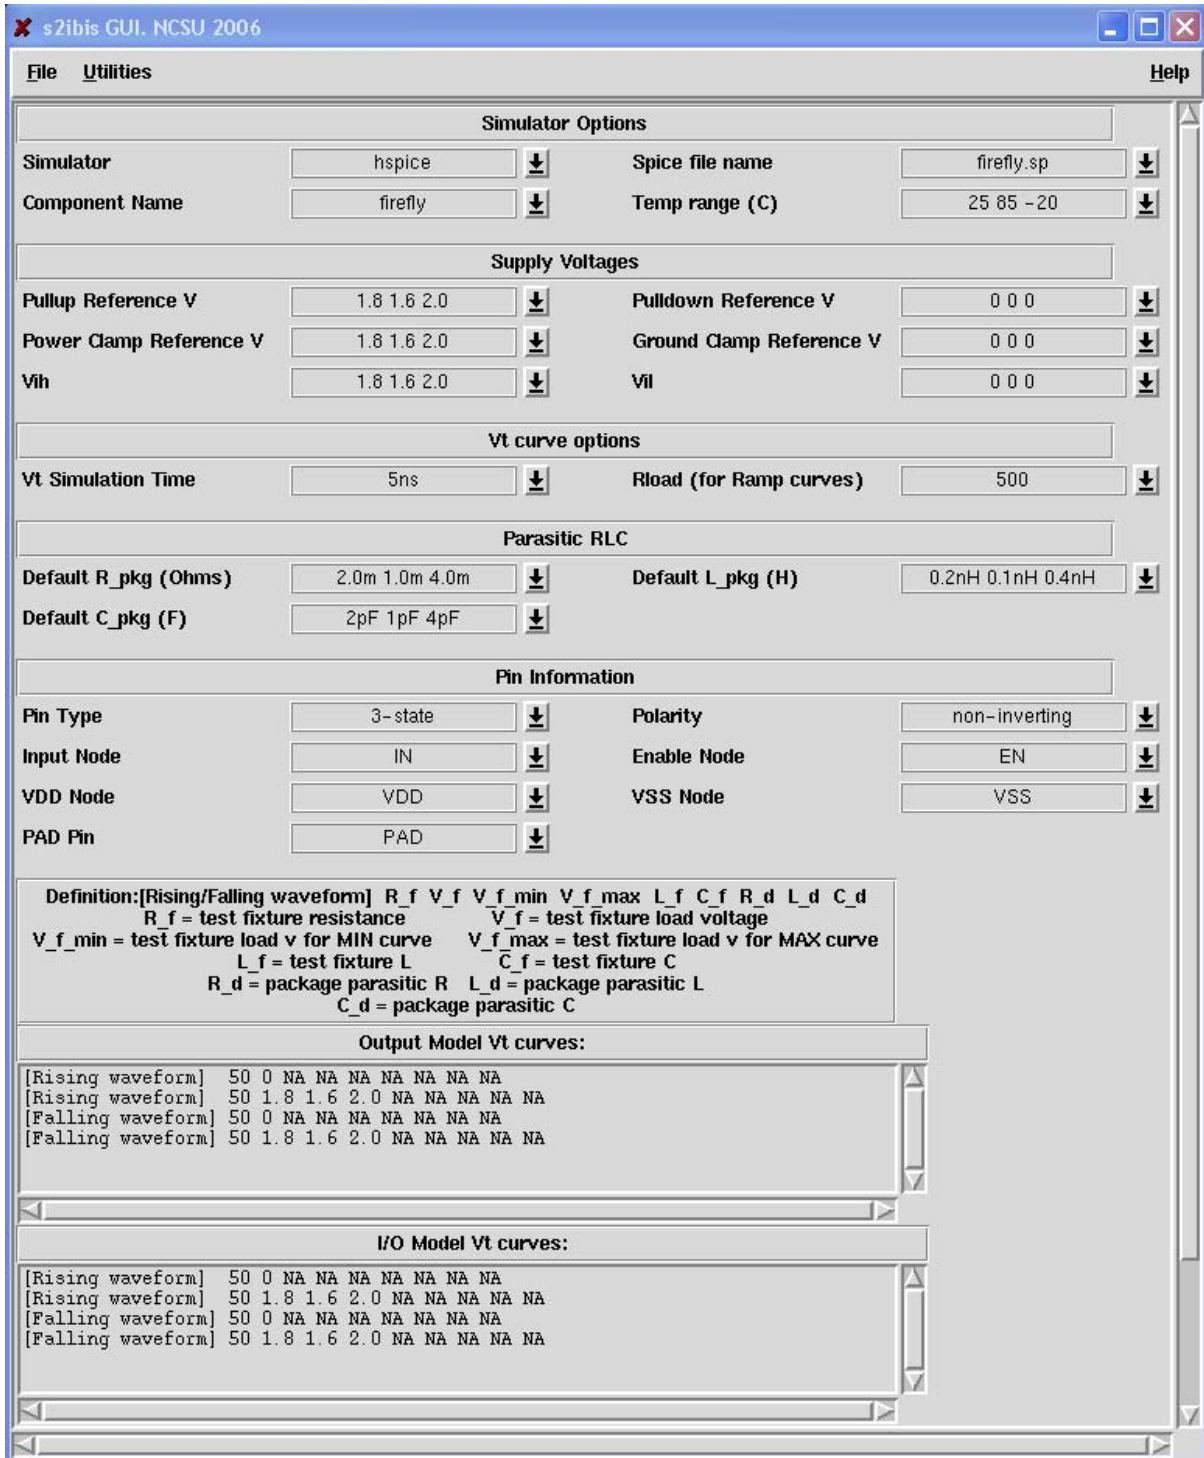 s2ibis GUI. NCSU 2006
File Utilities Help
Simulator Options
Simulator hspice Spice file name firefly.sp
Component Name firefly Temp range (C) 25 85 -20
Supply Voltages
Pullup Reference V 1.8 1.6 2.0 Pulldown Reference V 0 0 0
Power Clamp Reference V 1.8 1.6 2.0 Ground Clamp Reference V 0 0 0
Vih 1.8 1.6 2.0 Vil 0 0 0
Vt curve options
Vt Simulation Time 5ns Rload (for Ramp curves) 500
Parasitic RLC
Default R_pkg (Ohms) 2.0m 1.0m 4.0m Default L_pkg (H) 0.2nH 0.1nH 0.4nH
Default C_pkg (F) 2pF 1pF 4pF
Pin Information
Pin Type 3-state Polarity non-inverting
Input Node IN Enable Node EN
VDD Node VDD VSS Node VSS
PAD Pin PAD
Definition:[Rising/Falling waveform] R_f V_f V_f_min V_f_max L_f C_f R_d L_d C_d
R_f = test fixture resistance V_f = test fixture load voltage
V_f_min = test fixture load v for MIN curve V_f_max = test fixture load v for MAX curve
L_f = test fixture L C_f = test fixture C
R_d = package parasitic R L_d = package parasitic L
C_d = package parasitic C
Output Model Vt curves:
[Rising waveform] 50 0 NA NA NA NA NA NA NA
[Rising waveform] 50 1.8 1.6 2.0 NA NA NA NA NA
[Falling waveform] 50 0 NA NA NA NA NA NA NA
[Falling waveform] 50 1.8 1.6 2.0 NA NA NA NA NA
I/O Model Vt curves:
[Rising waveform] 50 0 NA NA NA NA NA NA NA
[Rising waveform] 50 1.8 1.6 2.0 NA NA NA NA NA
[Falling waveform] 50 0 NA NA NA NA NA NA NA
[Falling waveform] 50 1.8 1.6 2.0 NA NA NA NA NA